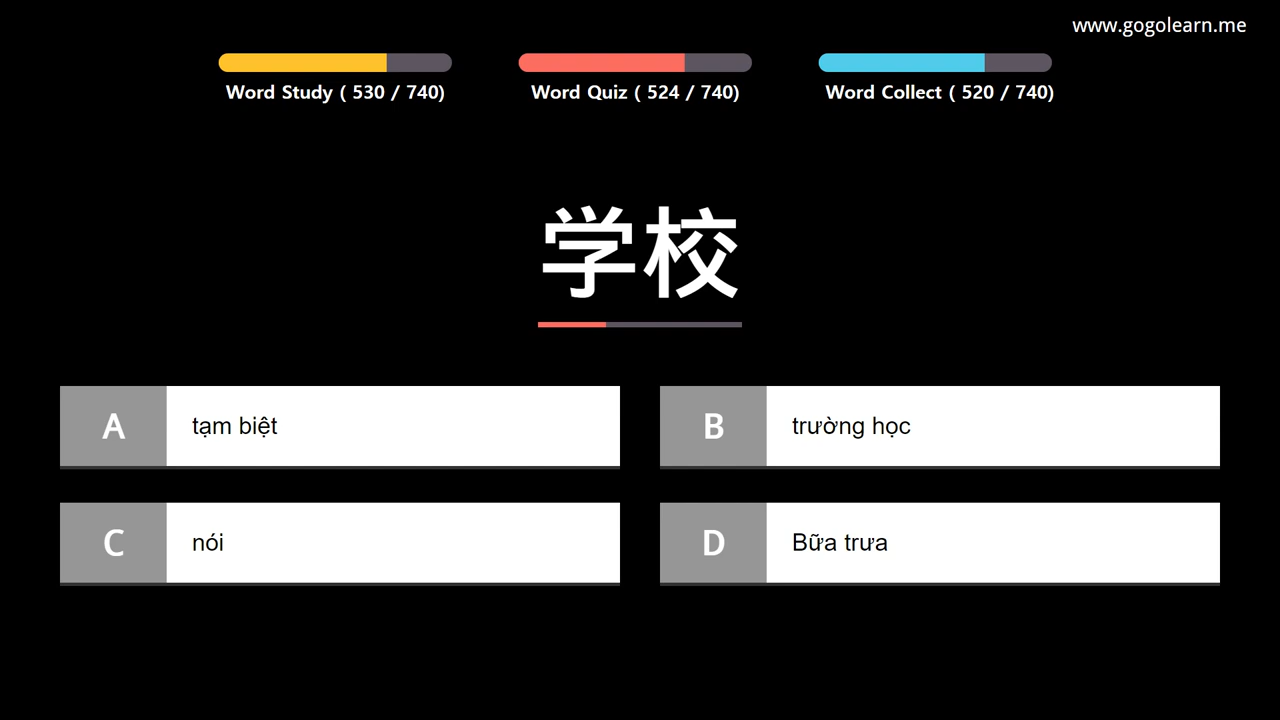 www.gogolearn.me
Word Study ( 530 / 740)
Word Quiz ( 524 / 740)
Word Collect ( 520 / 740)
学校
A tạm biệt
B trường học
C nói
D Bữa trưa